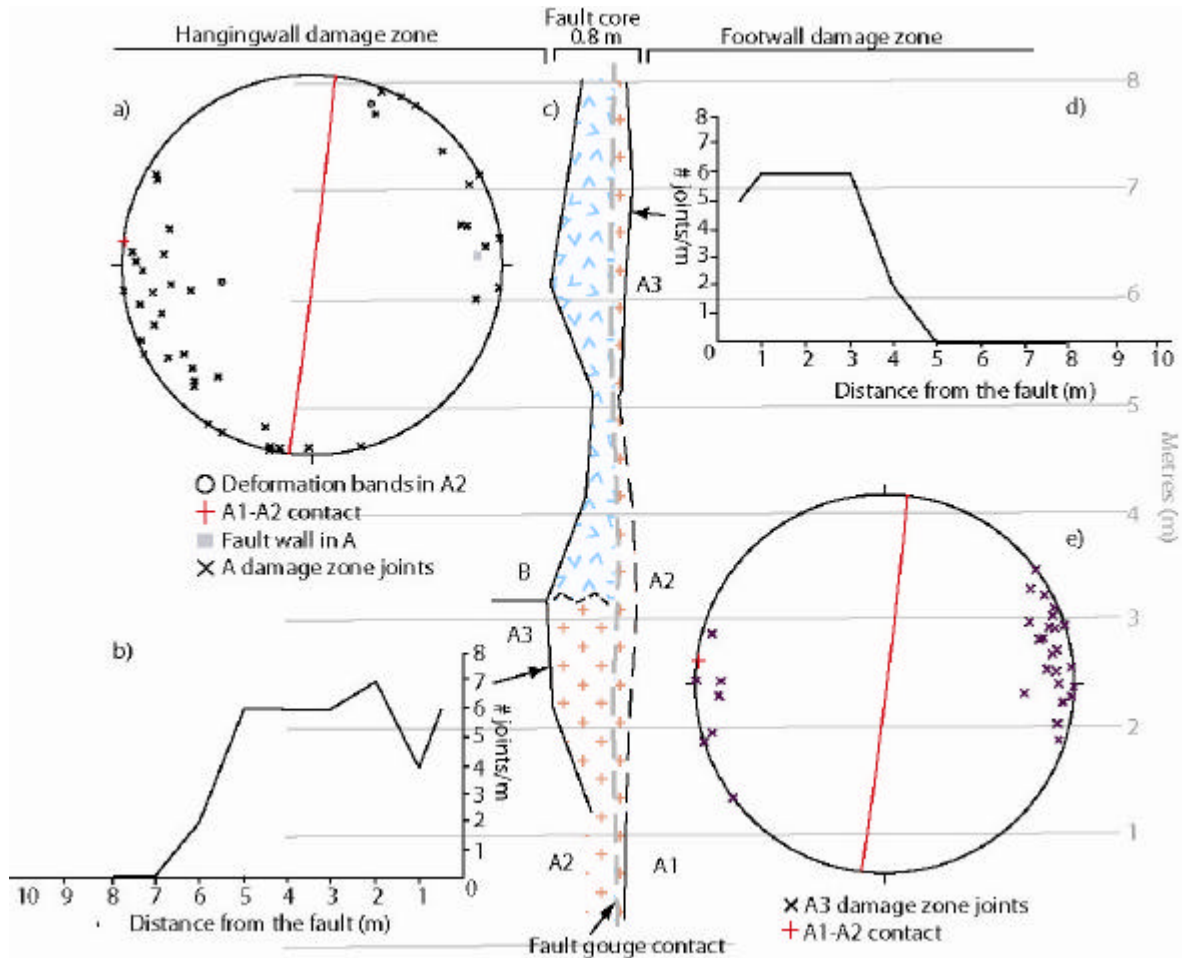 Fault core
Hangingwall damage zone
0.8 m
Footwall damage zone
a)
c)
d)
8
7
6
5
4
3
2
1
Metres (m)
8
7
6
5
4
3
2
1
0
# joints/m
1
2
3
4
5
6
7
8
9
10
Distance from the fault (m)
A3
Deformation bands in A2
A1-A2 contact
Fault wall in A
A damage zone joints
B
A2
A3
e)
b)
8
7
6
5
4
3
2
1
0
# joints/m
10
9
8
7
6
5
4
3
2
1
Distance from the fault (m)
A2
A1
Fault gouge contact
A3 damage zone joints
A1-A2 contact